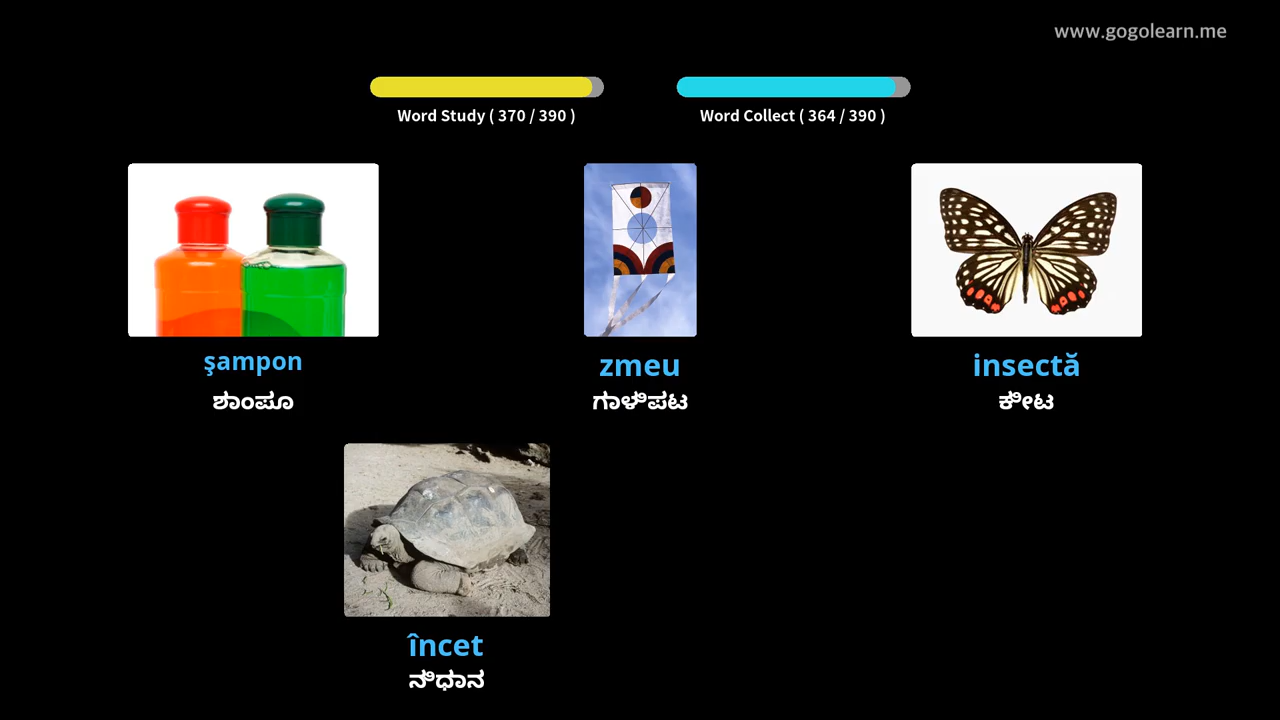 www.gogolearn.me
Word Study ( 370 / 390 )
Word Collect ( 364 / 390 )
şampon
ಶಾಂಪೂ
zmeu
ಗಾಳಿಪಟ
insectă
ಕೀಟ
încet
ನಿಧಾನ